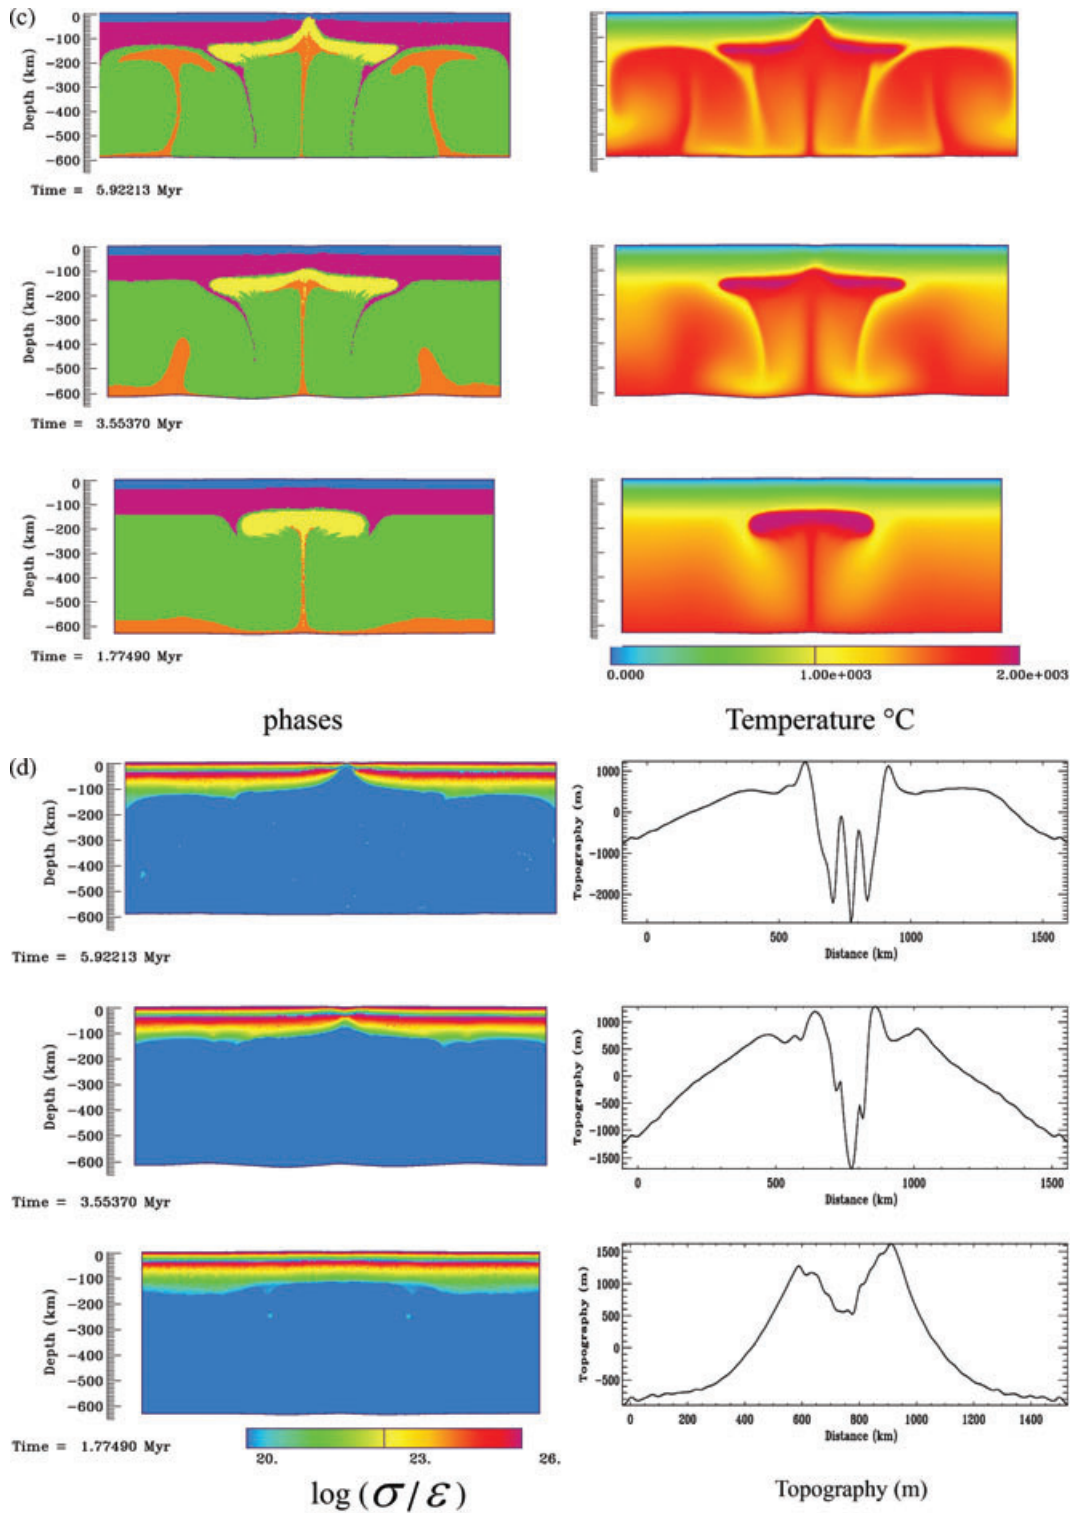 (c)
0
−100
−200
−300
−400
−500
−600
Depth (km)
Time = 5.92213 Myr
0
−100
−200
−300
−400
−500
−600
Depth (km)
Time = 3.55370 Myr
0
−100
−200
−300
−400
−500
−600
Depth (km)
Time = 1.77490 Myr
0.000 1.00e+003 2.00e+003
phases Temperature °C
(d)
0
−100
−200
−300
−400
−500
−600
Depth (km)
Time = 5.92213 Myr
1000
0
−1000
−2000
Topography (m)
0 500 1000 1500
Distance (km)
0
−100
−200
−300
−400
−500
−600
Depth (km)
Time = 3.55370 Myr
1000
500
0
−500
−1000
−1500
Topography (m)
0 500 1000 1500
Distance (km)
0
−100
−200
−300
−400
−500
−600
Depth (km)
Time = 1.77490 Myr
1500
1000
500
0
−500
Topography (m)
0 200 400 600 800 1000 1200 1400
Distance (km)
20. 23. 26.
log (σ/ε) Topography (m)